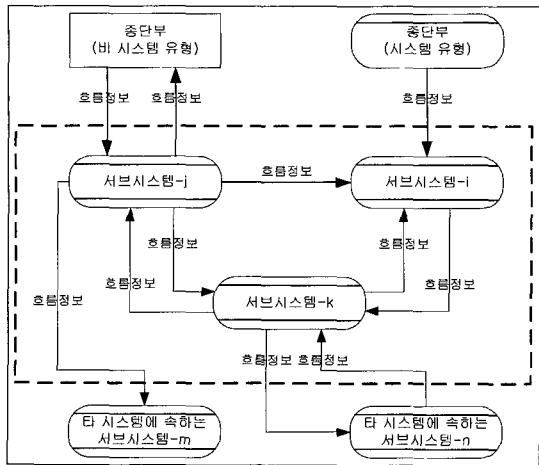 종단부
(비 시스템 유형)
종단부
(시스템 유형)
흐름정보
흐름정보
흐름정보
서브시스템-j
흐름정보
서브시스템-i
흐름정보
흐름정보
흐름정보
흐름정보
흐름정보
서브시스템-k
흐름정보
흐름정보
타 시스템에 속하는
서브시스템-m
타 시스템에 속하는
서브시스템-n